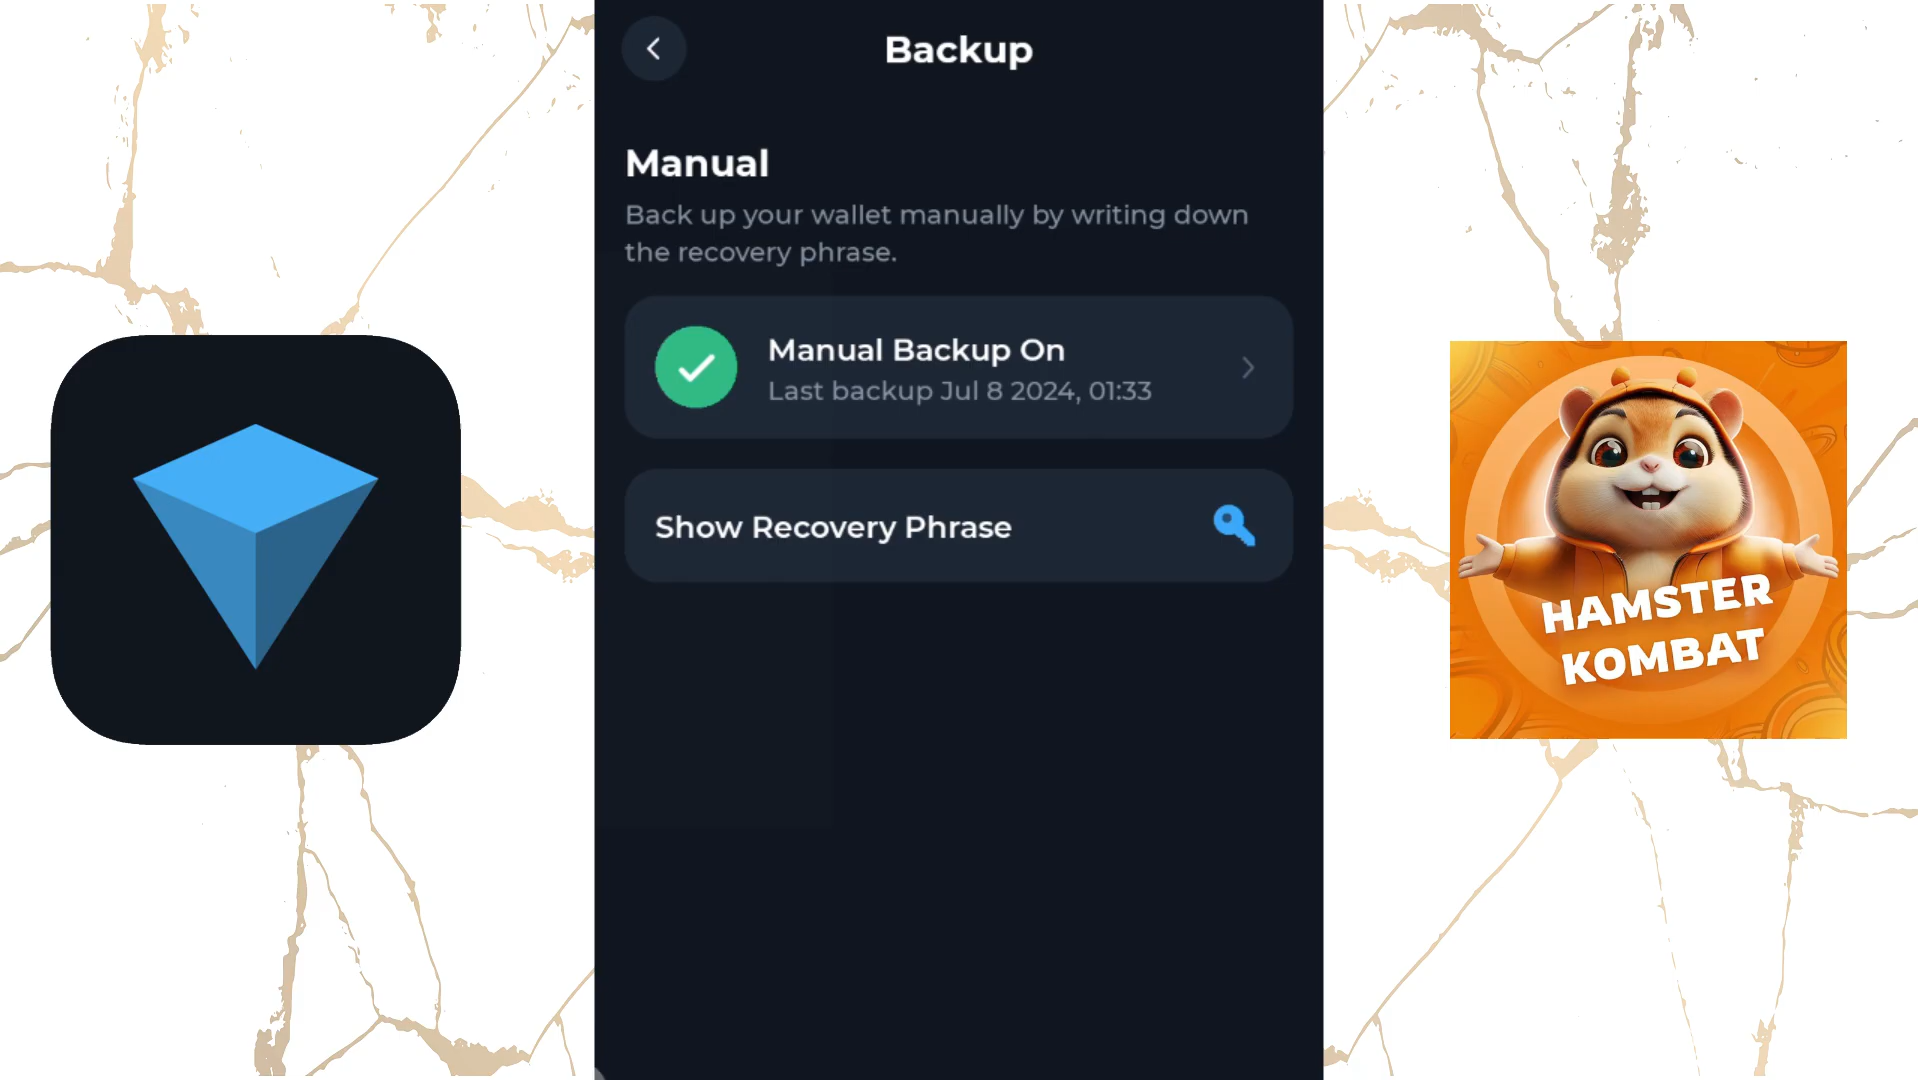 Backup
Manual
Back up your wallet manually by writing down
the recovery phrase.
Manual Backup On
Last backup Jul 8 2024, 01:33
Show Recovery Phrase
HAMSTER
KOMBAT